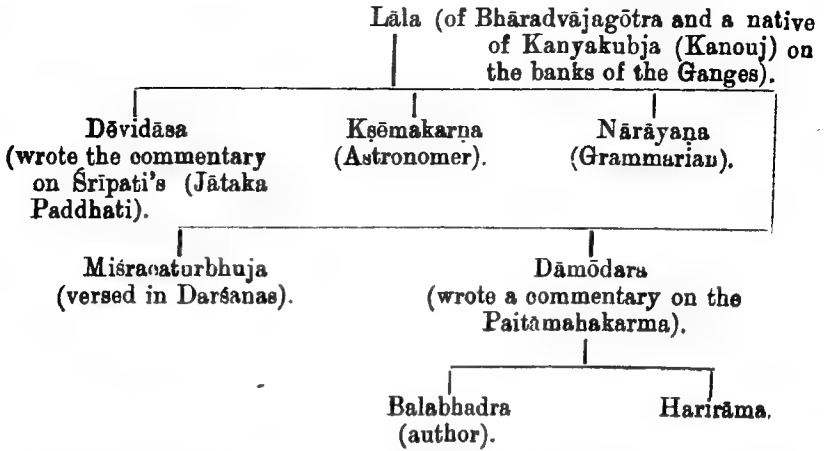 Lāla (of Bhāradvājagōtra and a native
of Kanyakubja (Kanouj) on
the banks of the Ganges).
Dēvidāsa
(wrote the commentary
on Śrīpati's (Jātaka
Paddhati).
Kṣēmakarṇa
(Astronomer).
Nārāyaṇa
(Grammarian).
Miśracaturbhuja
(versed in Darśanas).
Dāmōdara
(wrote a commentary on the
Paitāmahakarma).
Balabhadra
(author).
Harirāma.